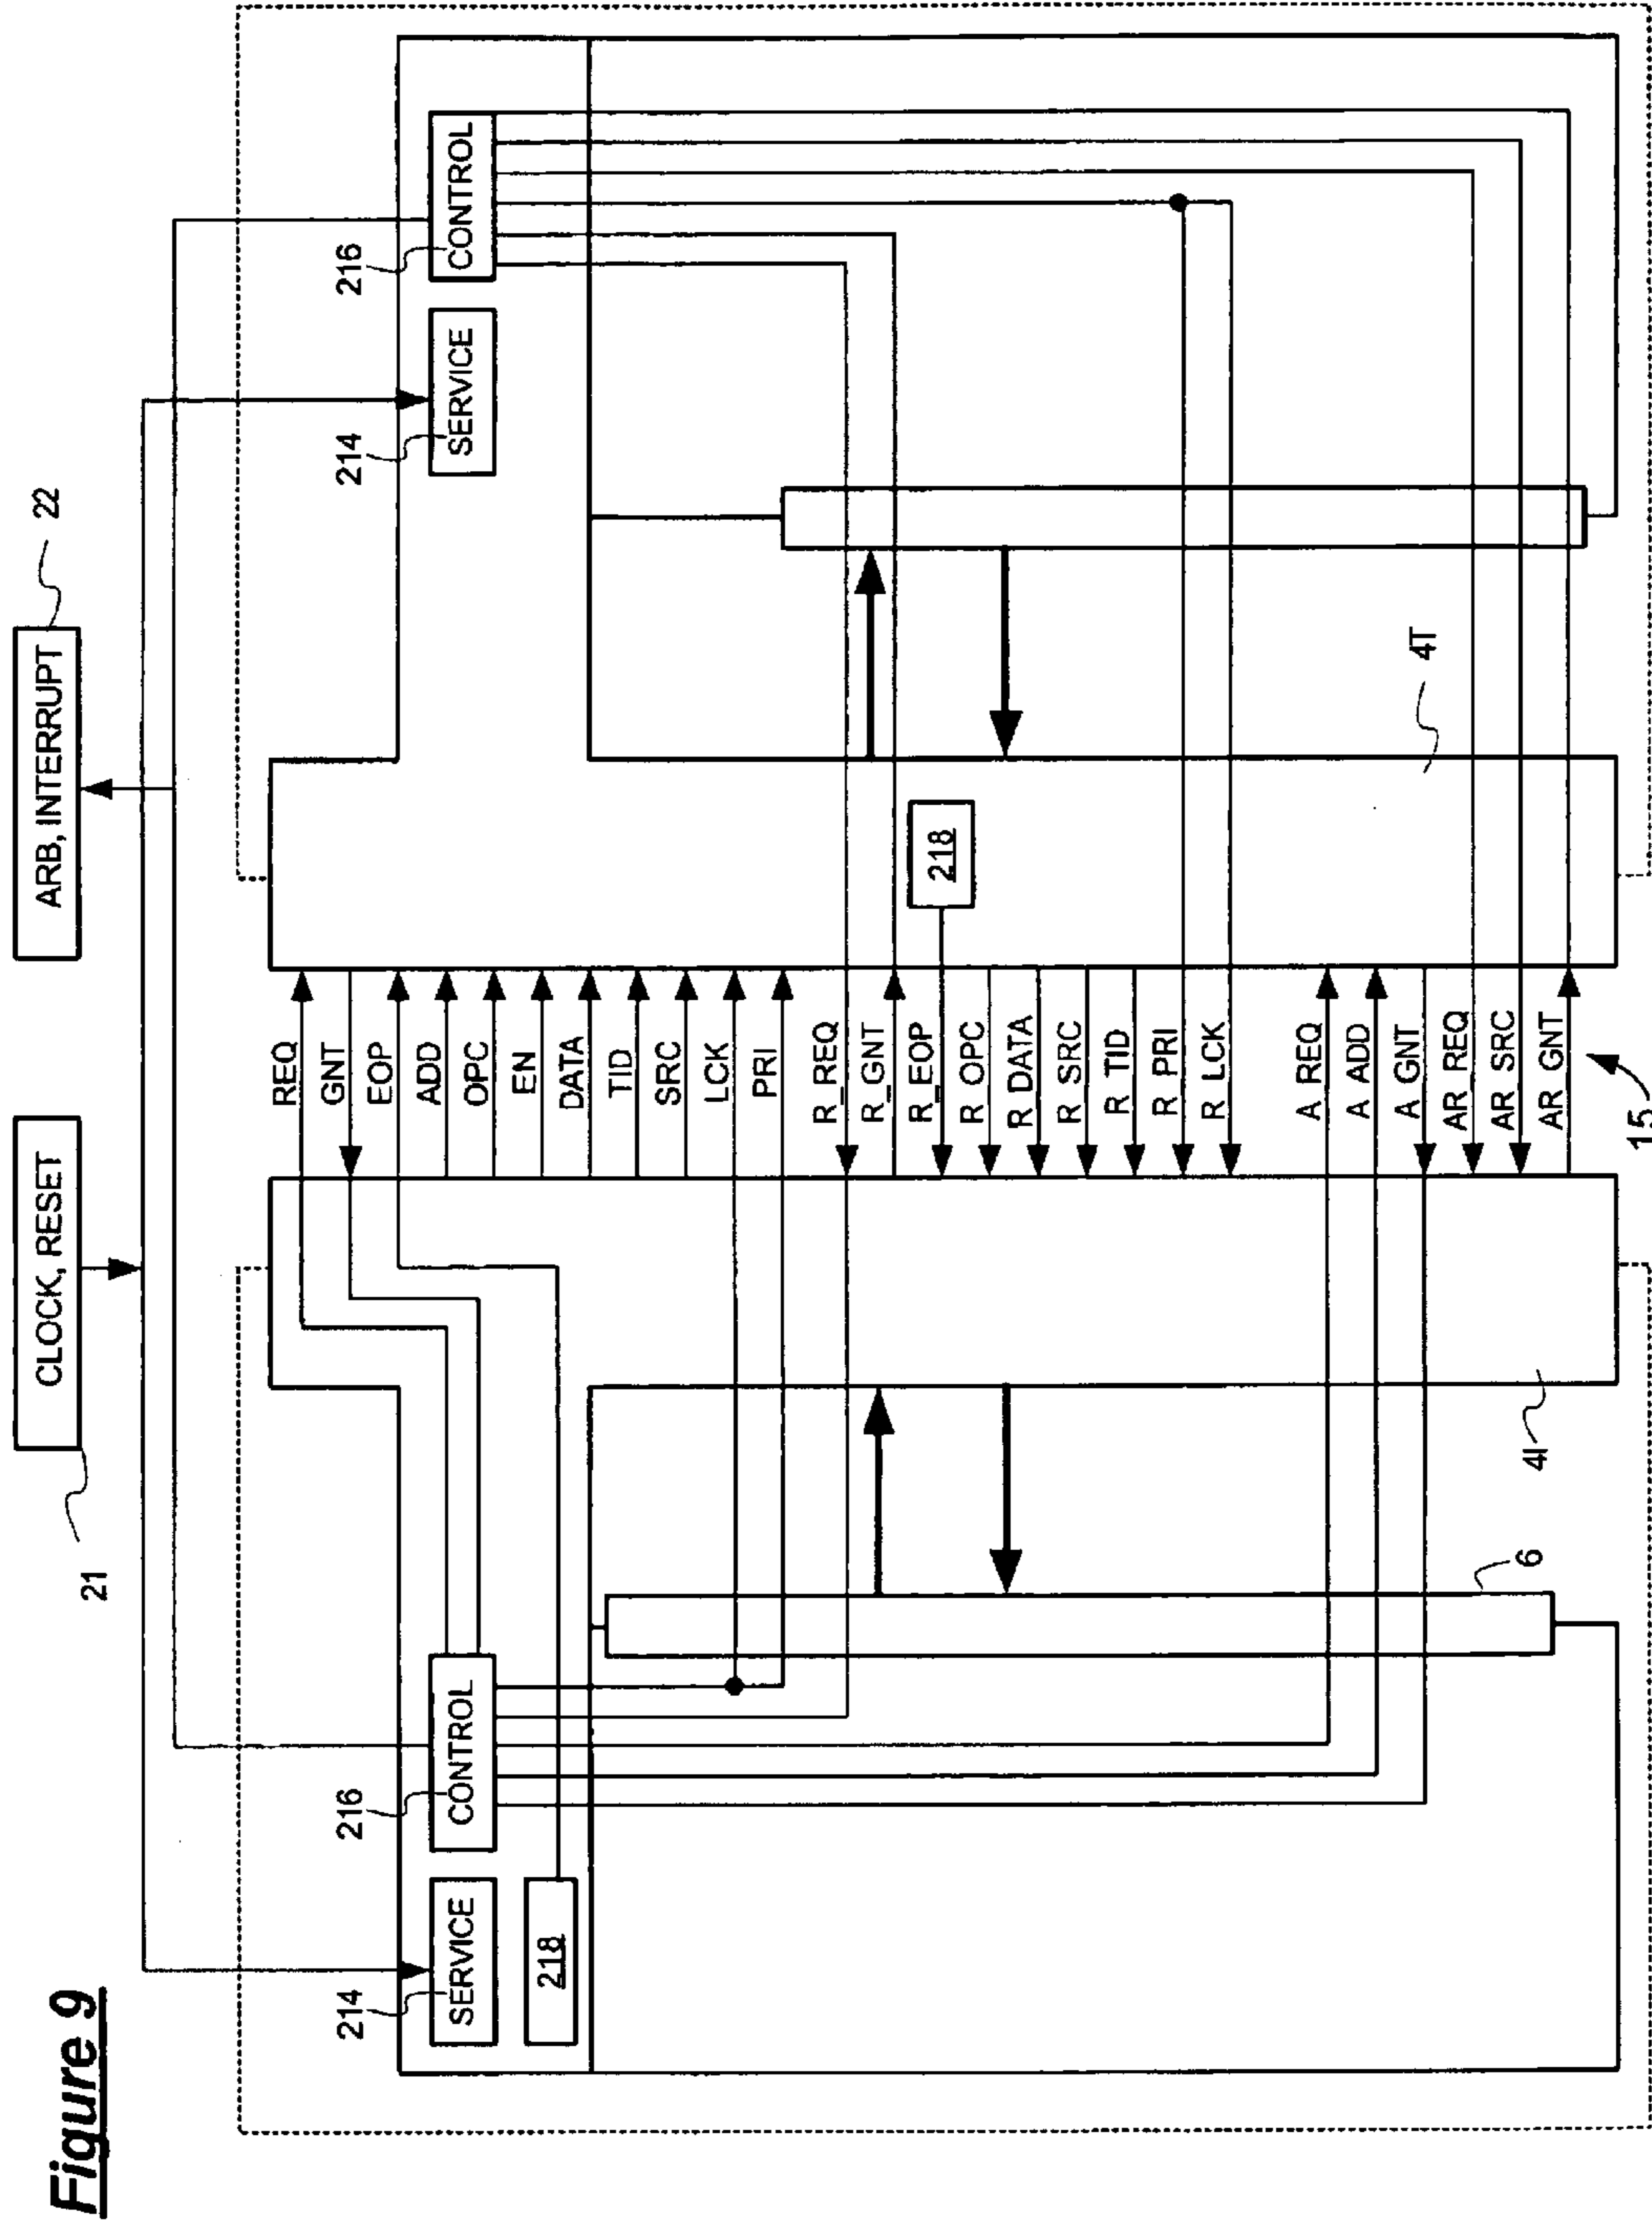 Figure 9
21
CLOCK, RESET
ARB, INTERRUPT
22
214
SERVICE
216
CONTROL
218
214
SERVICE
216
CONTROL
REQ
GNT
EOP
ADD
OPC
EN
DATA
TID
SRC
LCK
PRI
R_REQ
R_GNT
R_EOP
R_OPC
R_DATA
R_SRC
R_TID
R_PRI
R_LCK
A_REQ
A_ADD
A_GNT
AR_REQ
AR_SRC
AR_GNT
218
6
4I
15
4T